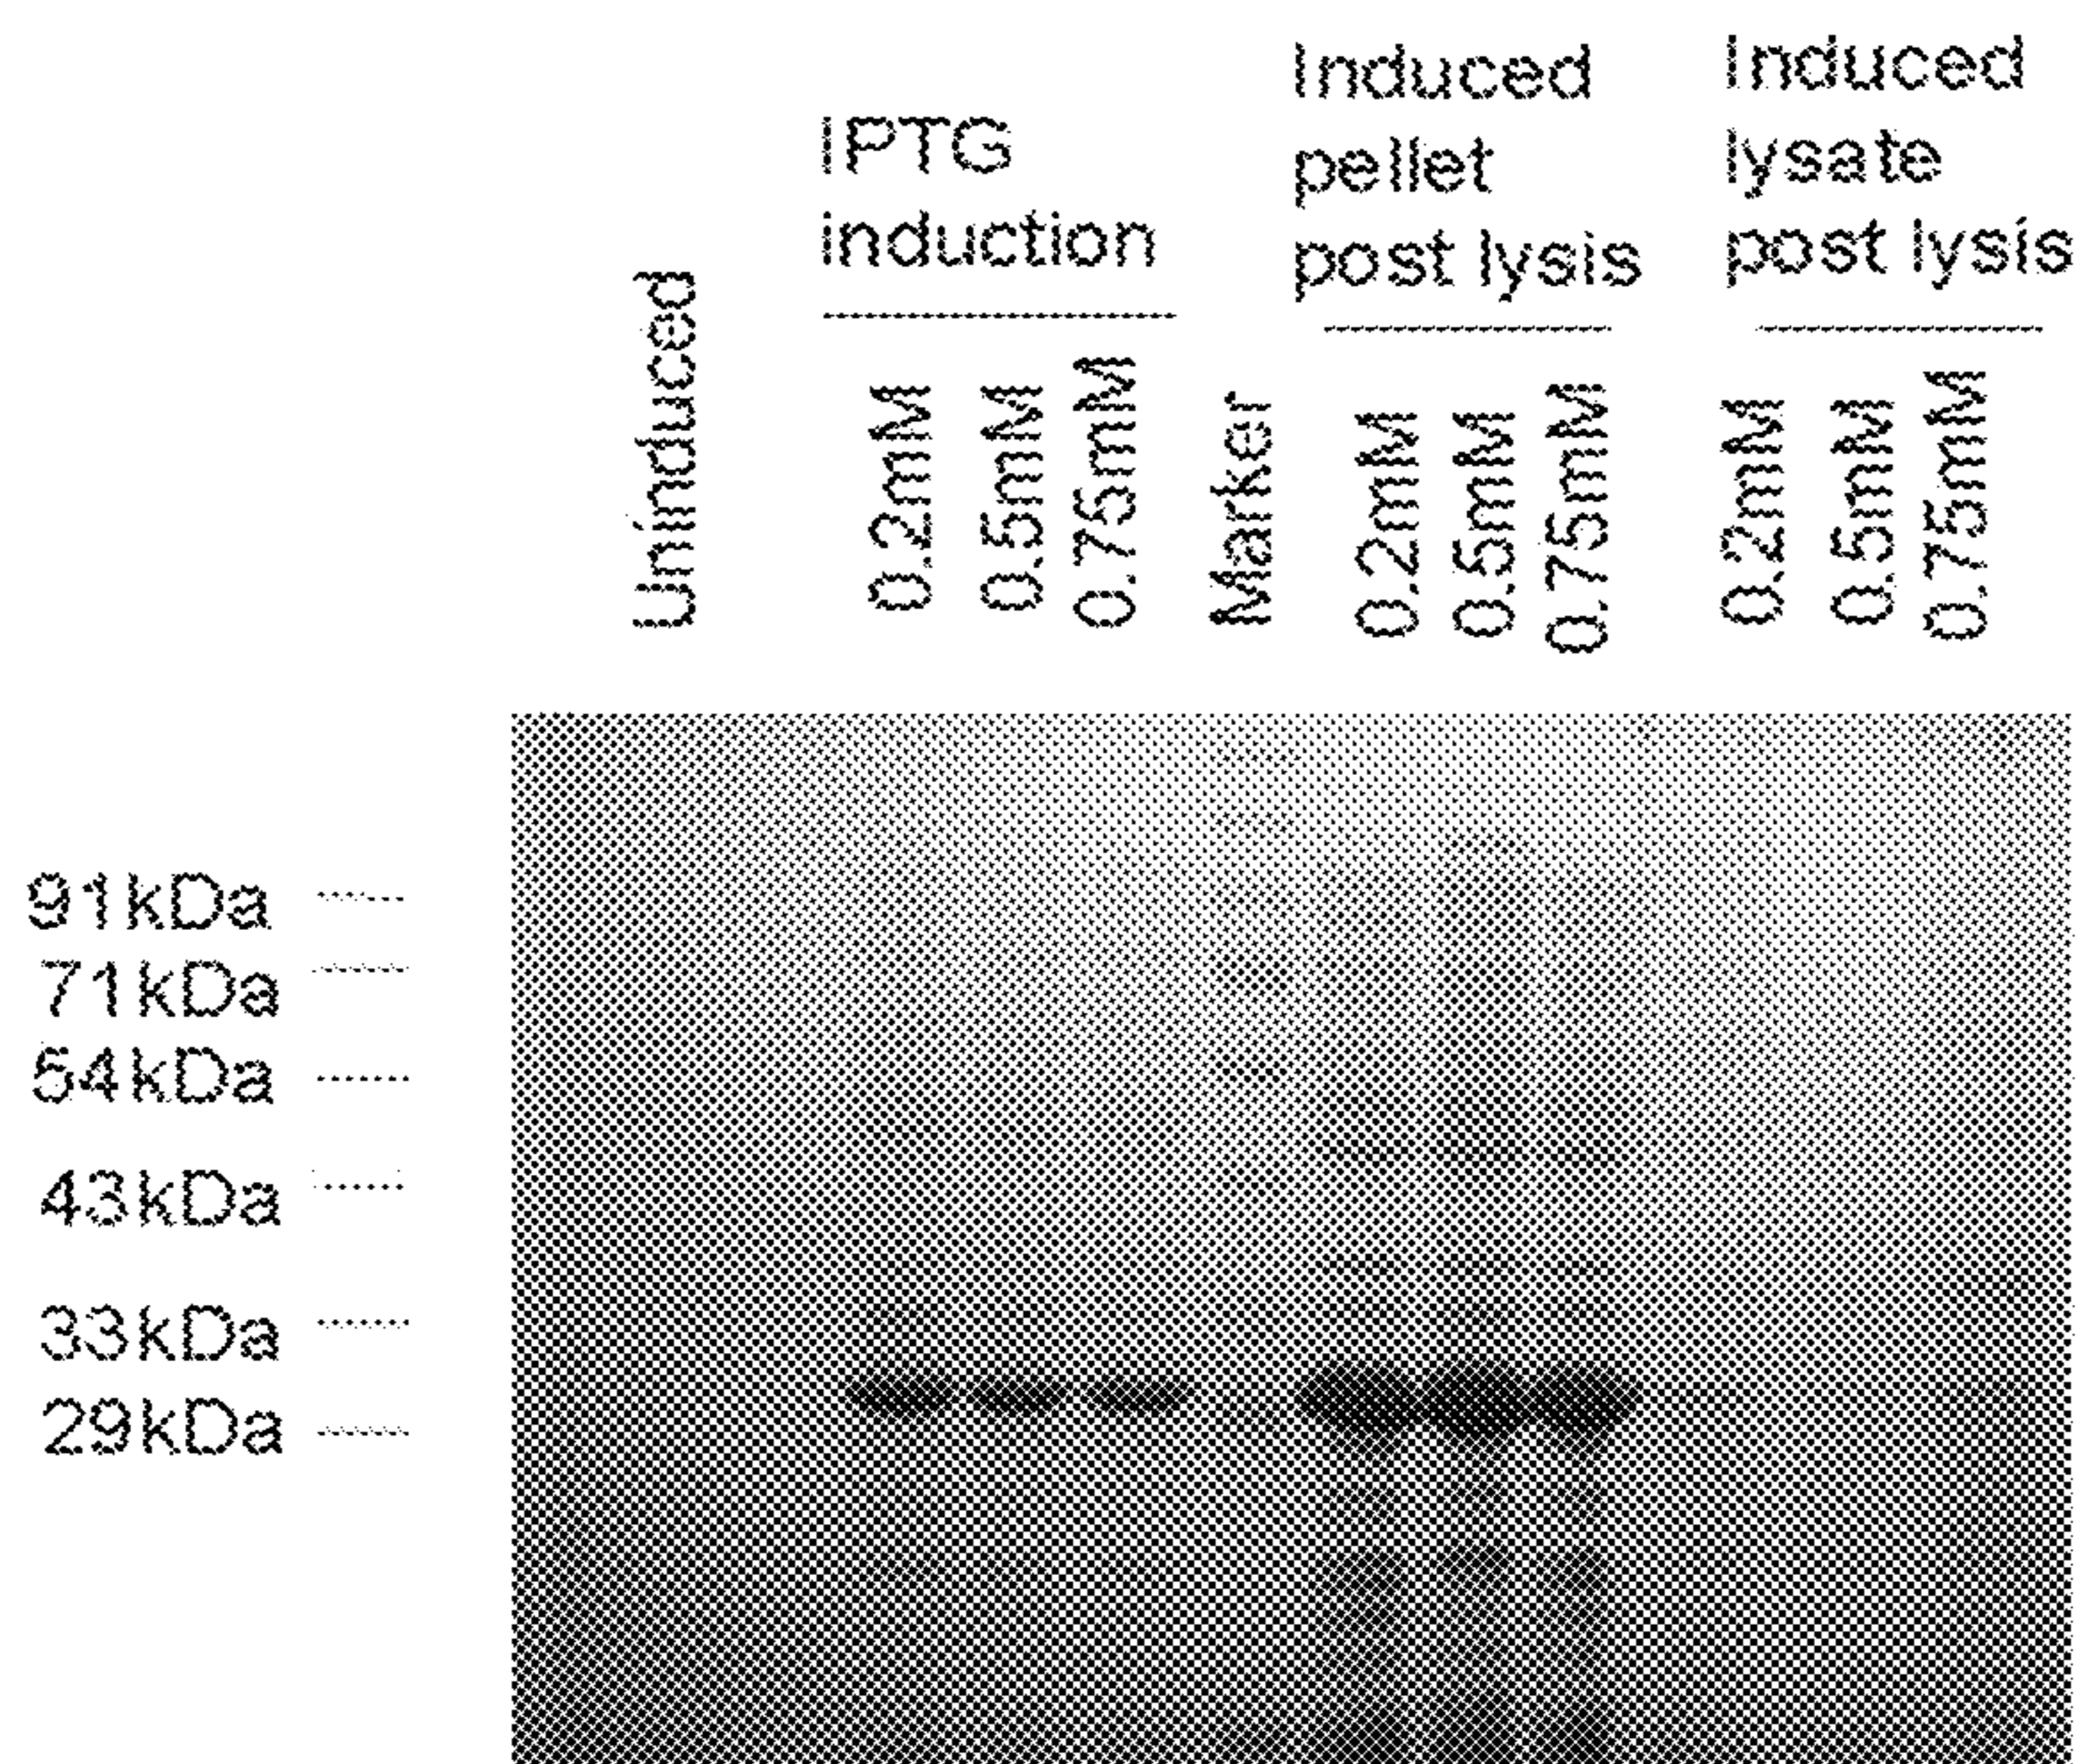 Uninduced
IPTG
induction
0.2mM
0.5mM
0.75mM
Marker
Induced
pellet
post lysis
0.2mM
0.5mM
0.75mM
Induced
lysate
post lysis
0.2mM
0.5mM
0.75mM
91kDa
71kDa
54kDa
43kDa
33kDa
29kDa